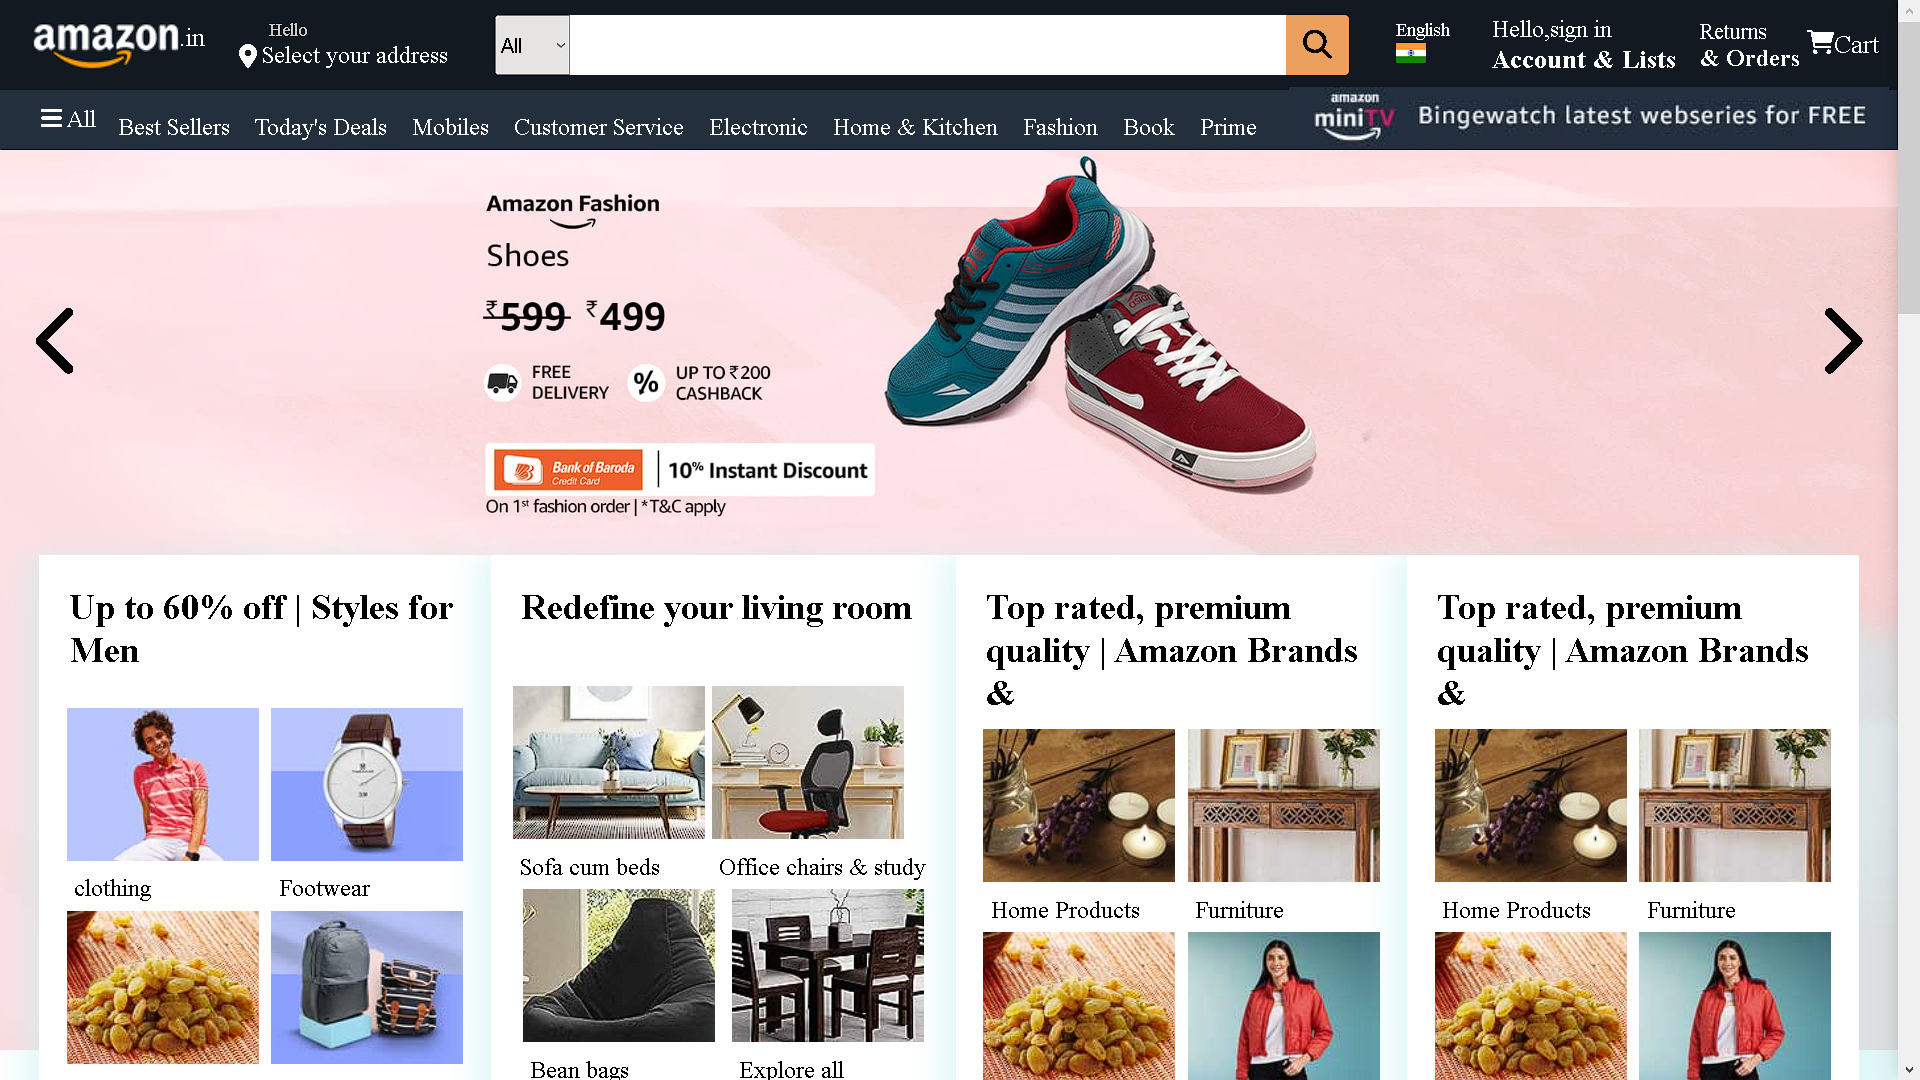 amazon.in
Hello
Select your address
All
English
Hello,sign in
Account & Lists
Returns
& Orders
Cart
All
Best Sellers
Today's Deals
Mobiles
Customer Service
Electronic
Home & Kitchen
Fashion
Book
Prime
amazon
miniTV
Bingewatch latest webseries for FREE
Amazon Fashion
Shoes
₹599 ₹499
FREE
DELIVERY
%
UP TO ₹200
CASHBACK
Bank of Baroda
Credit Card
10% Instant Discount
On 1st fashion order | *T&C apply
asian
Up to 60% off | Styles for
Men
clothing
Footwear
Redefine your living room
Sofa cum beds
Office chairs & study
Bean bags
Explore all
Top rated, premium
quality | Amazon Brands
&
Home Products
Furniture
Top rated, premium
quality | Amazon Brands
&
Home Products
Furniture